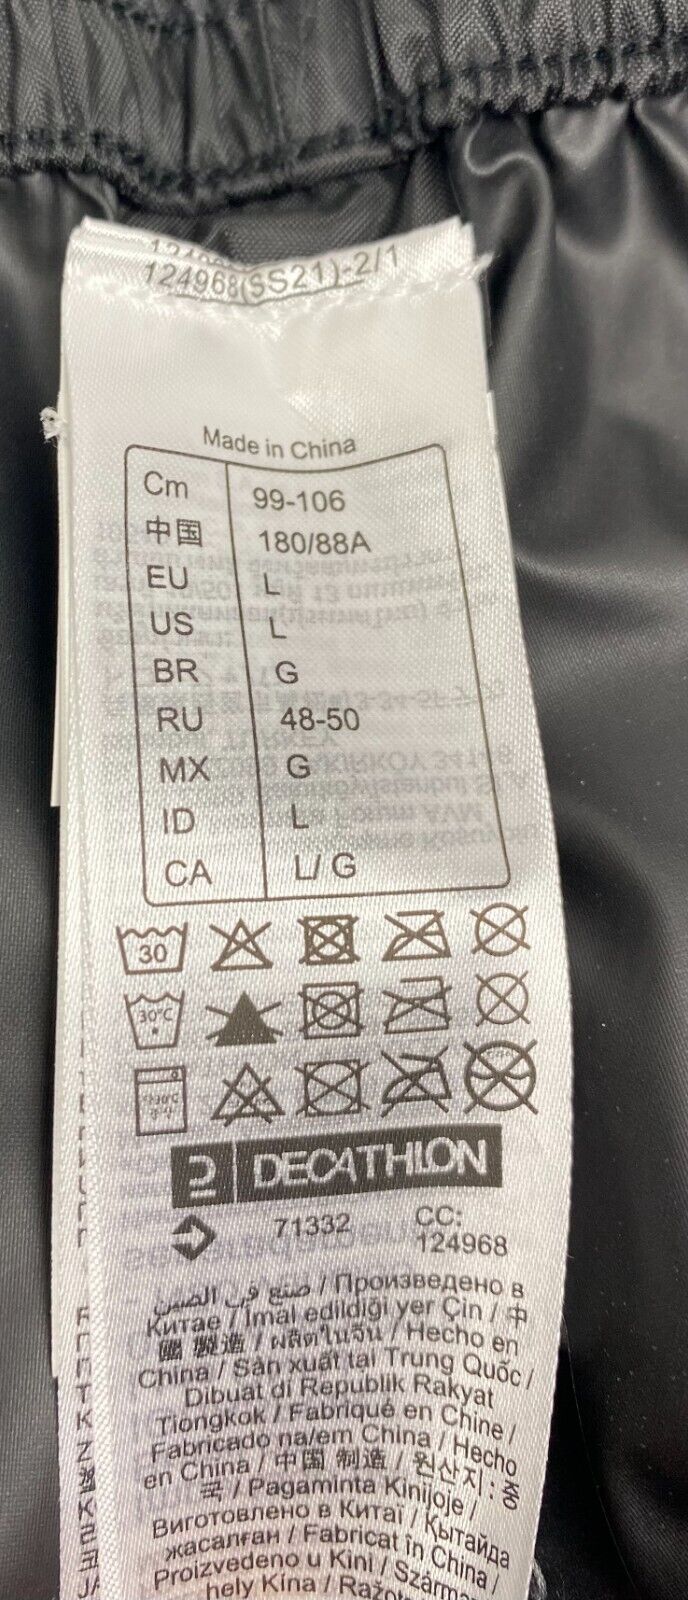 124968(SS21)-2/1
Made in China
Cm 99-106
中国 180/88A
EU L
US L
BR G
RU 48-50
MX G
ID L
CA L/ G
30
30°C
DECATHLON
71332 CC:
124968
صنع في الصين / Произведено в
Китае / İmal edildiği yer Çin / 中
國 製造 / ผลิตในจีน / Hecho en
China / Sản xuất tại Trung Quốc /
Dibuat di Republik Rakyat
Tiongkok / Fabriqué en Chine /
Fabricado na/em China / Hecho
en China / 中国 制造 / 원산지: 중
국 / Pagaminta Kinijoje /
Виготовлено в Китаї / Қытайда
жасалған / Fabricat în China /
Proizvedeno u Kini / Szárm
hely Kína /